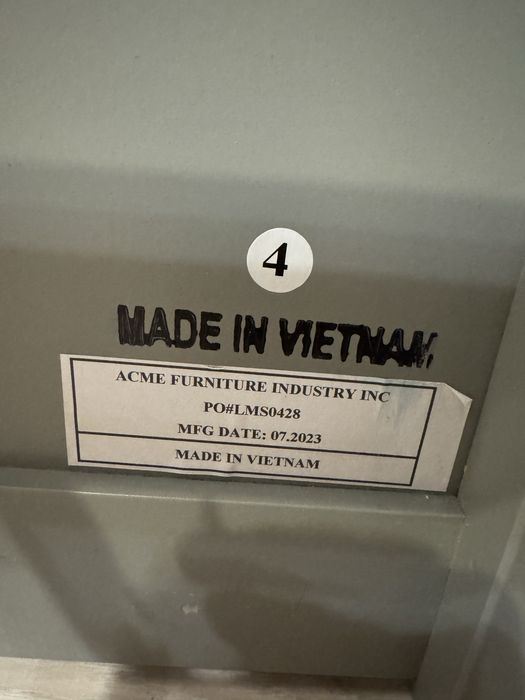 4
MADE IN VIETNAM
ACME FURNITURE INDUSTRY INC
PO#LMS0428
MFG DATE: 07.2023
MADE IN VIETNAM